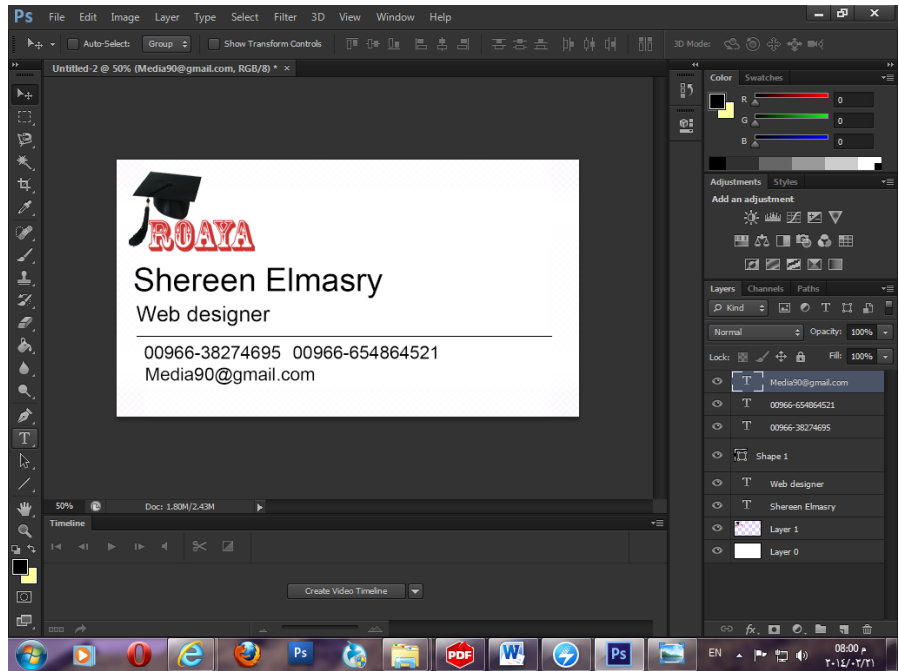 Ps File Edit Image Layer Type Select Filter 3D View Window Help
Auto-Select: Group Show Transform Controls 3D Mode:
Untitled-2 @ 50% (Media90@gmail.com, RGB/8) * ×
ROAYA
Shereen Elmasry
Web designer
00966-38274695 00966-654864521
Media90@gmail.com
50% Doc: 1.80M/2.43M
Timeline
Create Video Timeline
Color Swatches
R 0
G 0
B 0
Adjustments Styles
Add an adjustment
Layers Channels Paths
Kind
Normal Opacity: 100%
Lock: Fill: 100%
T Media90@gmail.com
T 00966-654864521
T 00966-38274695
Shape 1
T Web designer
T Shereen Elmasry
Layer 1
Layer 0
fx.
Ps PDF W Ps EN 08:00 م
٢٠١٤/٠٢/٢١